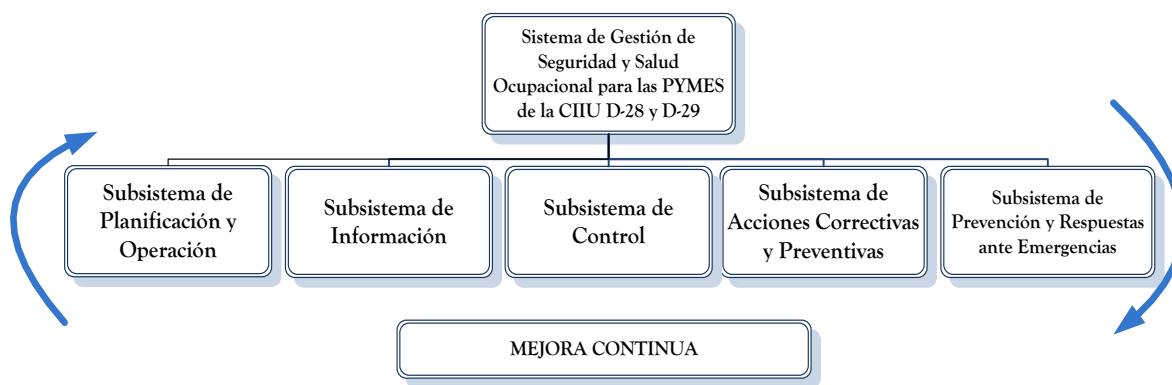 Sistema de Gestión de
Seguridad y Salud
Ocupacional para las PYMES
de la CIIU D-28 y D-29
Subsistema de
Planificación y
Operación
Subsistema de
Información
Subsistema de
Control
Subsistema de
Acciones Correctivas
y Preventivas
Subsistema de
Prevención y Respuestas
ante Emergencias
MEJORA CONTINUA